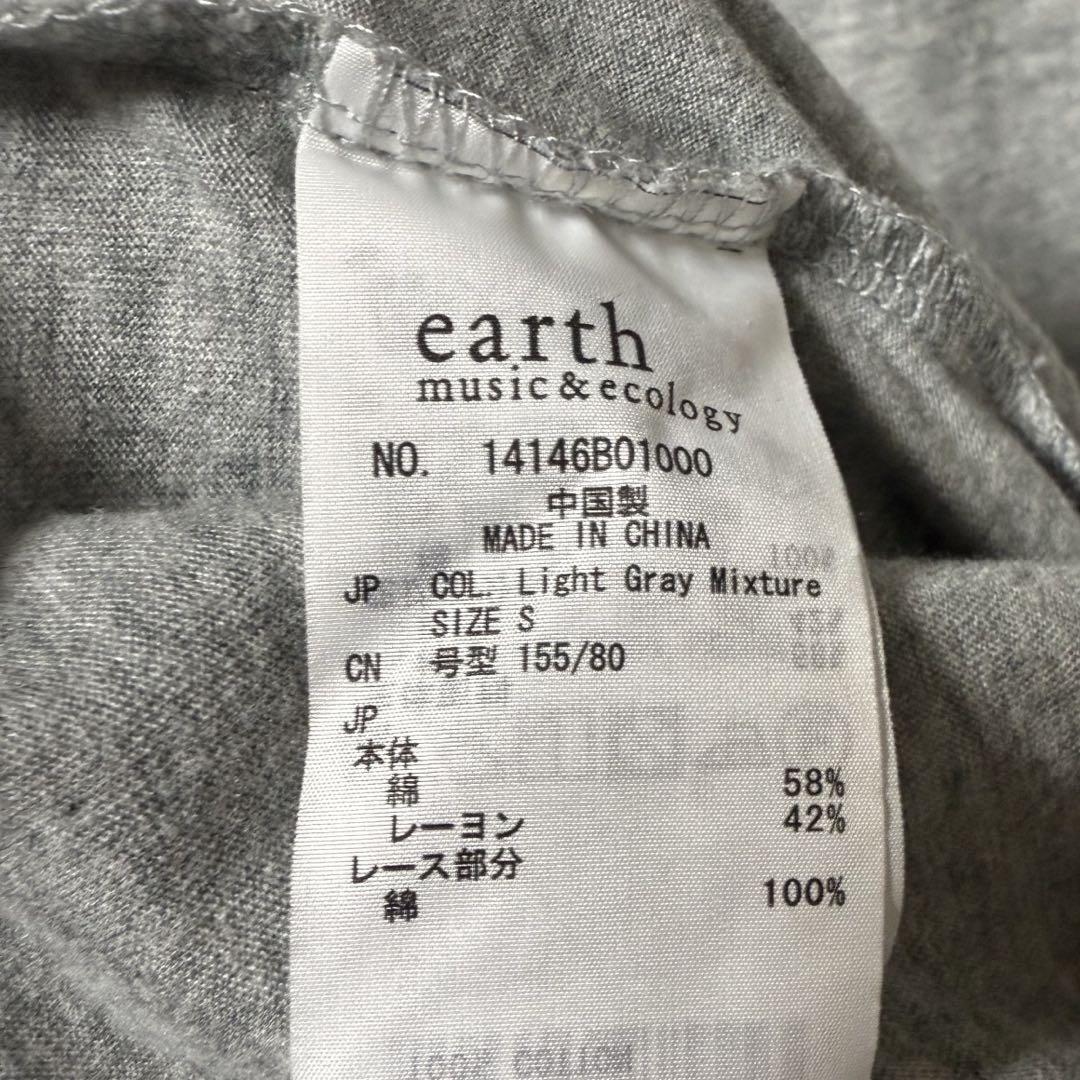 earth
music & ecology
NO. 14146B01000
中国製
MADE IN CHINA
JP COL. Light Gray Mixture
SIZE S
CN 号型 155/80
JP
本体
綿 58%
レーヨン 42%
レース部分
綿 100%
100% COTTON